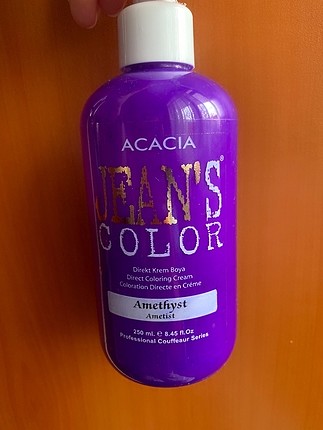 ACACIA
JEAN'S®
COLOR
Direkt Krem Boya
Direct Coloring Cream
Coloration Directe en Crème
Amethyst
Ametist
250 ml. ℮ 8.45 fl.Oz
Professional Couffeaur Series